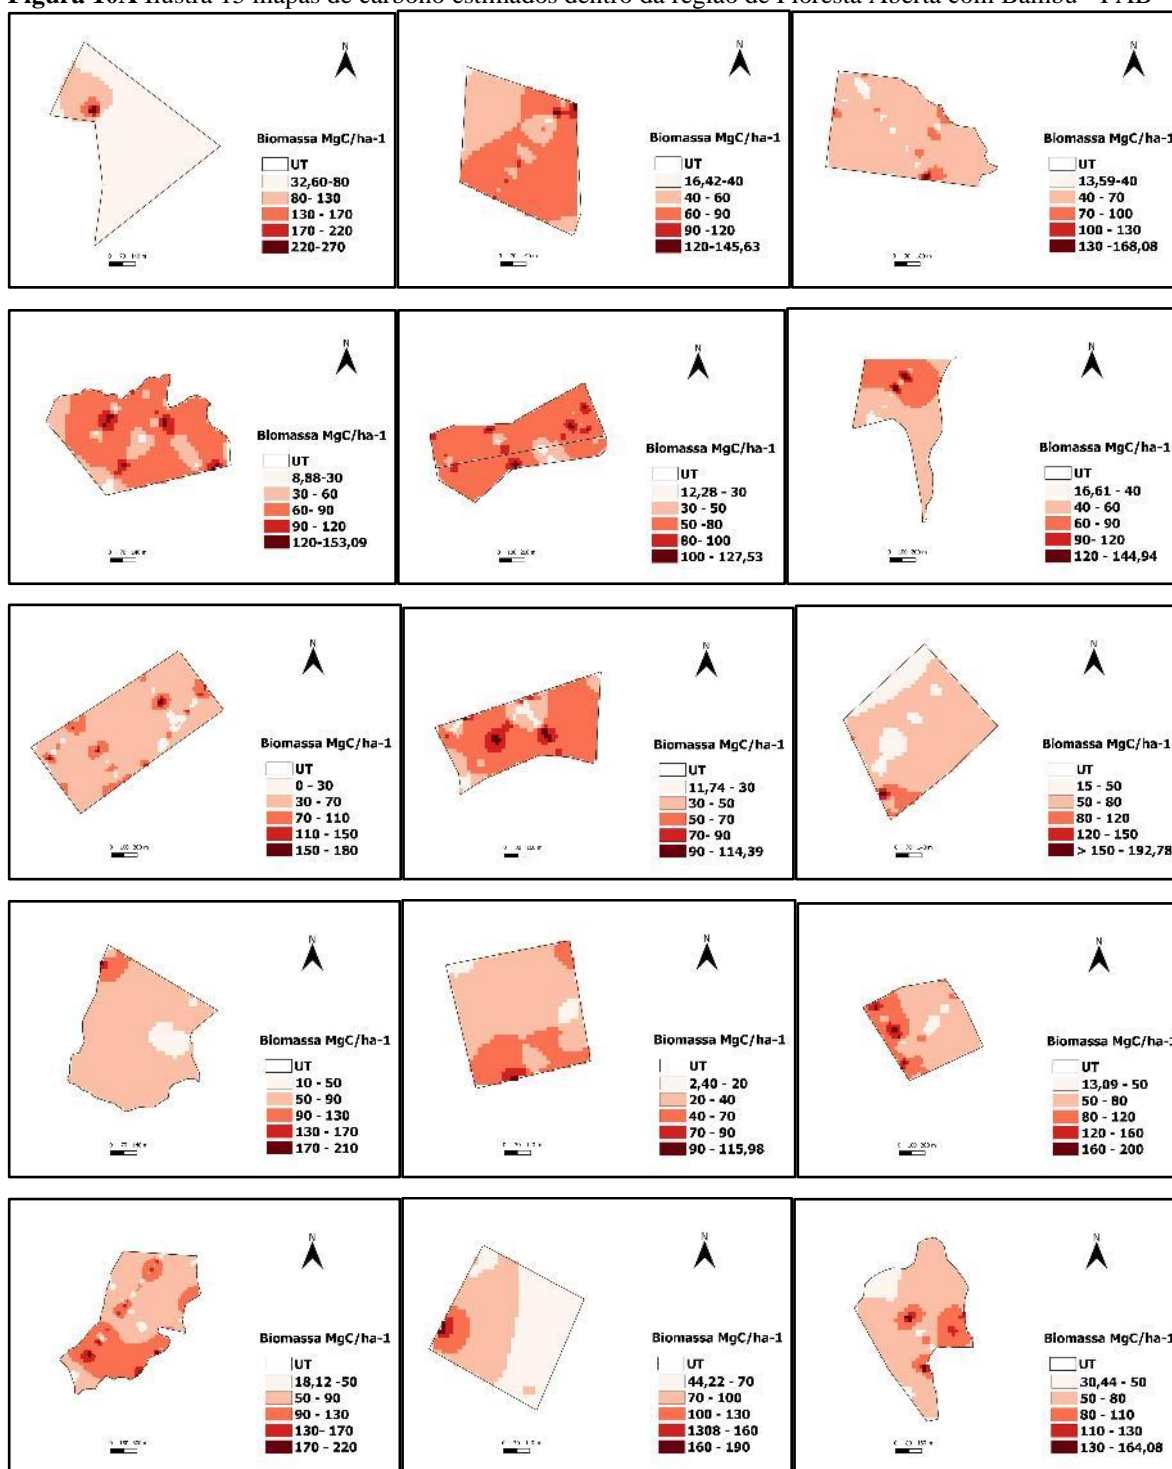 Figura 10A Ilustra 15 mapas de carbono estimados dentro da região de Floresta Aberta com Bambu - FAB
N
Biomassa MgC/ha-1
UT
32,60-80
80- 130
130 - 170
170 - 220
220-270
N
Biomassa MgC/ha-1
UT
16,42-40
40 - 60
60 - 90
90 -120
120-145,63
N
Biomassa MgC/ha-1
UT
13,59-40
40 - 70
70 - 100
100 - 130
130 -168,08
N
Biomassa MgC/ha-1
UT
8,88-30
30 - 60
60- 90
90 - 120
120-153,09
N
Biomassa MgC/ha-1
UT
12,28 - 30
30 - 50
50 -80
80- 100
100 - 127,53
N
Biomassa MgC/ha-1
UT
16,61 - 40
40 - 60
60 - 90
90- 120
120 - 144,94
N
Biomassa MgC/ha-1
UT
0 - 30
30 - 70
70 - 110
110 - 150
150 - 180
N
Biomassa MgC/ha-1
UT
11,74 - 30
30 - 50
50 - 70
70- 90
90 - 114,39
N
Biomassa MgC/ha-1
UT
15 - 50
50 - 80
80 - 120
120 - 150
> 150 - 192,78
N
Biomassa MgC/ha-1
UT
10 - 50
50 - 90
90 - 130
130 - 170
170 - 210
N
Biomassa MgC/ha-1
UT
2,40 - 20
20 - 40
40 - 70
70 - 90
90 - 115,98
N
Biomassa MgC/ha-1
UT
13,09 - 50
50 - 80
80 - 120
120 - 160
160 - 200
N
Biomassa MgC/ha-1
UT
18,12 -50
50 - 90
90 - 130
130- 170
170 - 220
N
Biomassa MgC/ha-1
UT
44,22 - 70
70 - 100
100 - 130
1308 - 160
160 - 190
N
Biomassa MgC/ha-1
UT
30,44 - 50
50 - 80
80 - 110
110 - 130
130 - 164,08